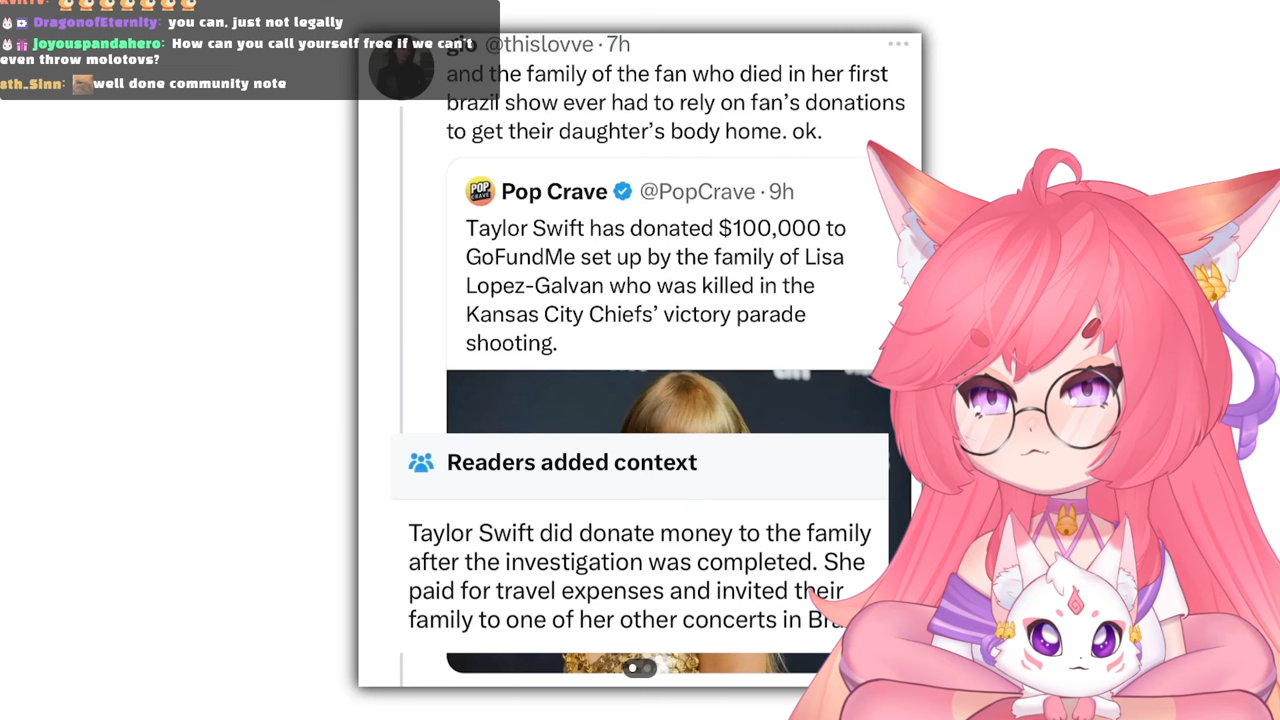 DragonofEternity: you can, just not legally
Joyouspandahero: How can you call yourself free if we can't
even throw molotovs?
8th_Sinn: well done community note
gio @thislovve · 7h
and the family of the fan who died in her first
brazil show ever had to rely on fan's donations
to get their daughter's body home. ok.
POP CRAVE
Pop Crave @PopCrave · 9h
Taylor Swift has donated $100,000 to
GoFundMe set up by the family of Lisa
Lopez-Galvan who was killed in the
Kansas City Chiefs' victory parade
shooting.
Readers added context
Taylor Swift did donate money to the family
after the investigation was completed. She
paid for travel expenses and invited their
family to one of her other concerts in